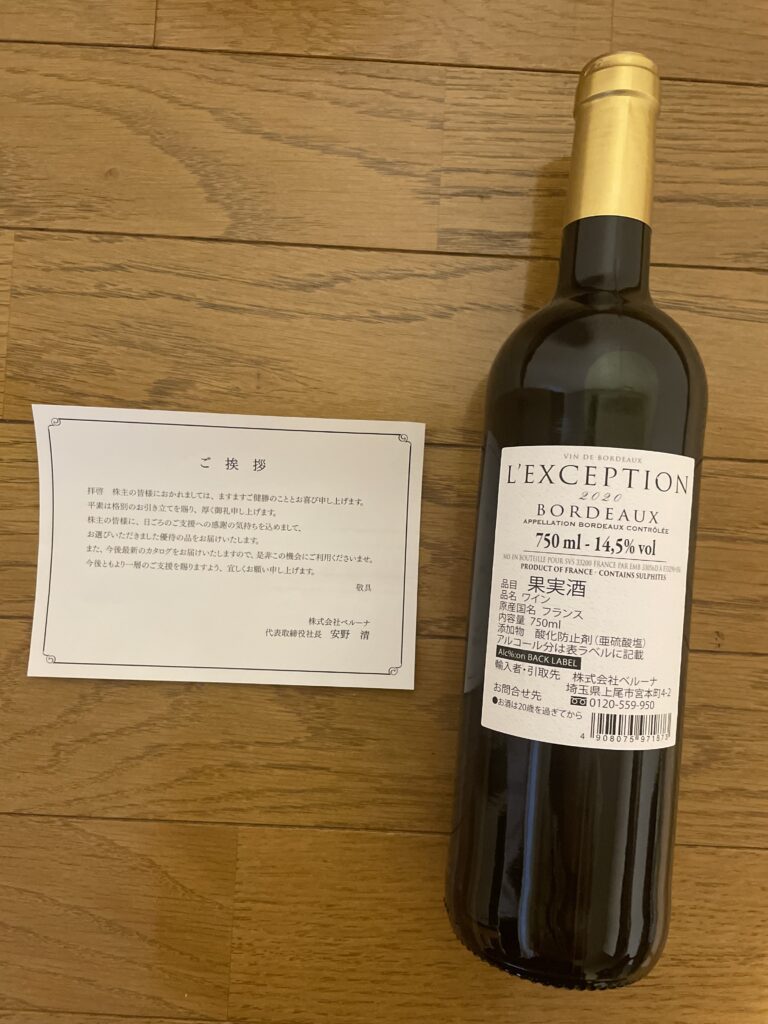 ご挨拶
拝啓 株主の皆様におかれましては、ますますご健勝のこととお喜び申し上げます。
平素は格別のお引き立てを賜り、厚く御礼申し上げます。
株主の皆様に、日ごろのご支援への感謝の気持ちを込めまして、
お選びいただきました優待の品をお届けいたします。
また、今後最新のカタログをお届けいたしますので、是非この機会にご利用くださいませ。
今後ともより一層のご支援を賜りますよう、宜しくお願い申し上げます。
敬具
株式会社ベルーナ
代表取締役社長 安野 清
VIN DE BORDEAUX
L'EXCEPTION
2020
BORDEAUX
APPELLATION BORDEAUX CONTRÔLÉE
750 ml - 14,5% vol
MIS EN BOUTEILLE POUR SVS 33200 FRANCE PAR EMB
PRODUCT OF FRANCE - CONTAINS SULPHITES
品目 果実酒
品名 ワイン
原産国名 フランス
内容量 750ml
添加物 酸化防止剤(亜硫酸塩)
アルコール分は表ラベルに記載
Alc%:on BACK LABEL
輸入者・引取先 株式会社ベルーナ
埼玉県上尾市宮本町4-2
お問合せ先 0120-559-950
●お酒は20歳を過ぎてから
4 908075 971873